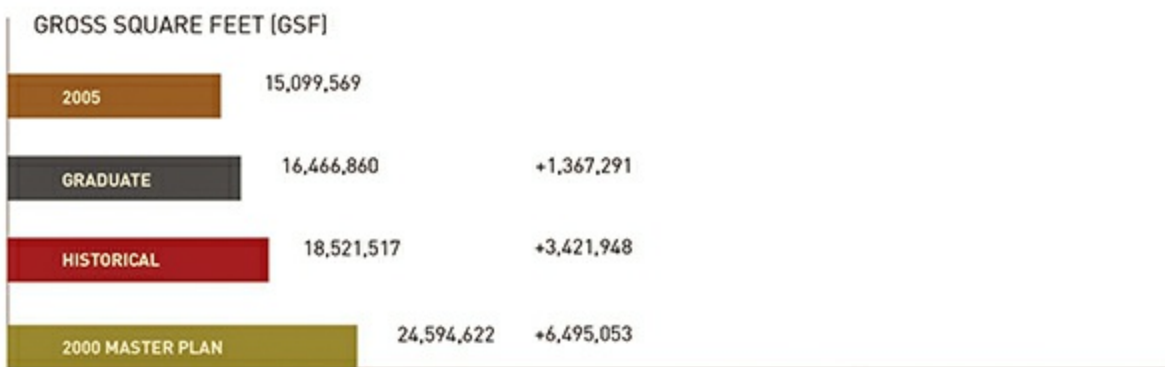 GROSS SQUARE FEET (GSF)
2005 15,099,569
GRADUATE 16,466,860 +1,367,291
HISTORICAL 18,521,517 +3,421,948
2000 MASTER PLAN 24,594,622 +6,495,053